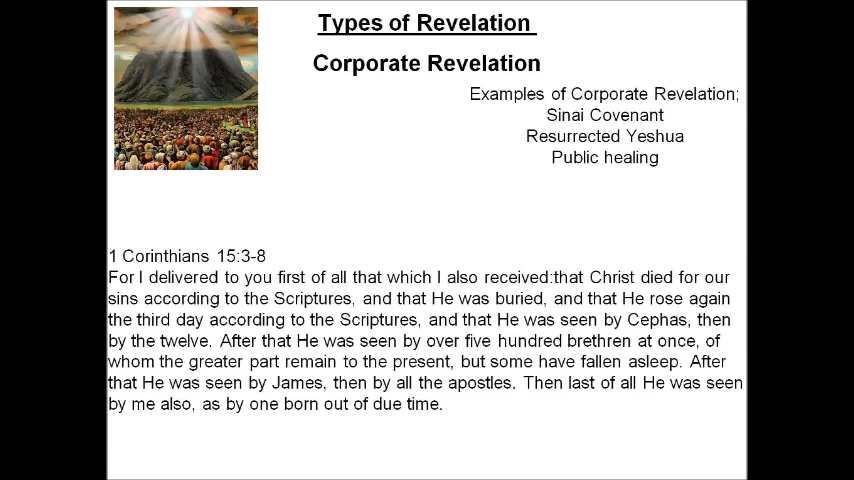 Types of Revelation
Corporate Revelation
Examples of Corporate Revelation;
Sinai Covenant
Resurrected Yeshua
Public healing
1 Corinthians 15:3-8
For I delivered to you first of all that which I also received:that Christ died for our
sins according to the Scriptures, and that He was buried, and that He rose again
the third day according to the Scriptures, and that He was seen by Cephas, then
by the twelve. After that He was seen by over five hundred brethren at once, of
whom the greater part remain to the present, but some have fallen asleep. After
that He was seen by James, then by all the apostles. Then last of all He was seen
by me also, as by one born out of due time.